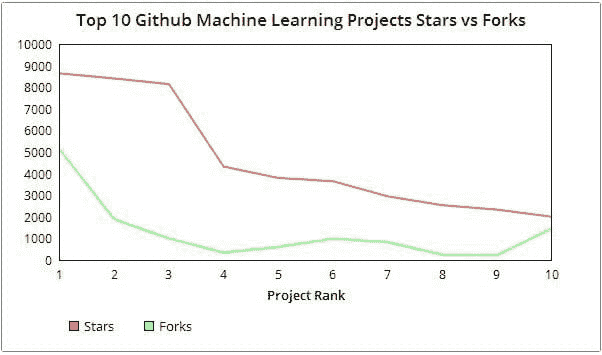 Top 10 Github Machine Learning Projects Stars vs Forks
10000
9000
8000
7000
6000
5000
4000
3000
2000
1000
0
1 2 3 4 5 6 7 8 9 10
Project Rank
Stars Forks